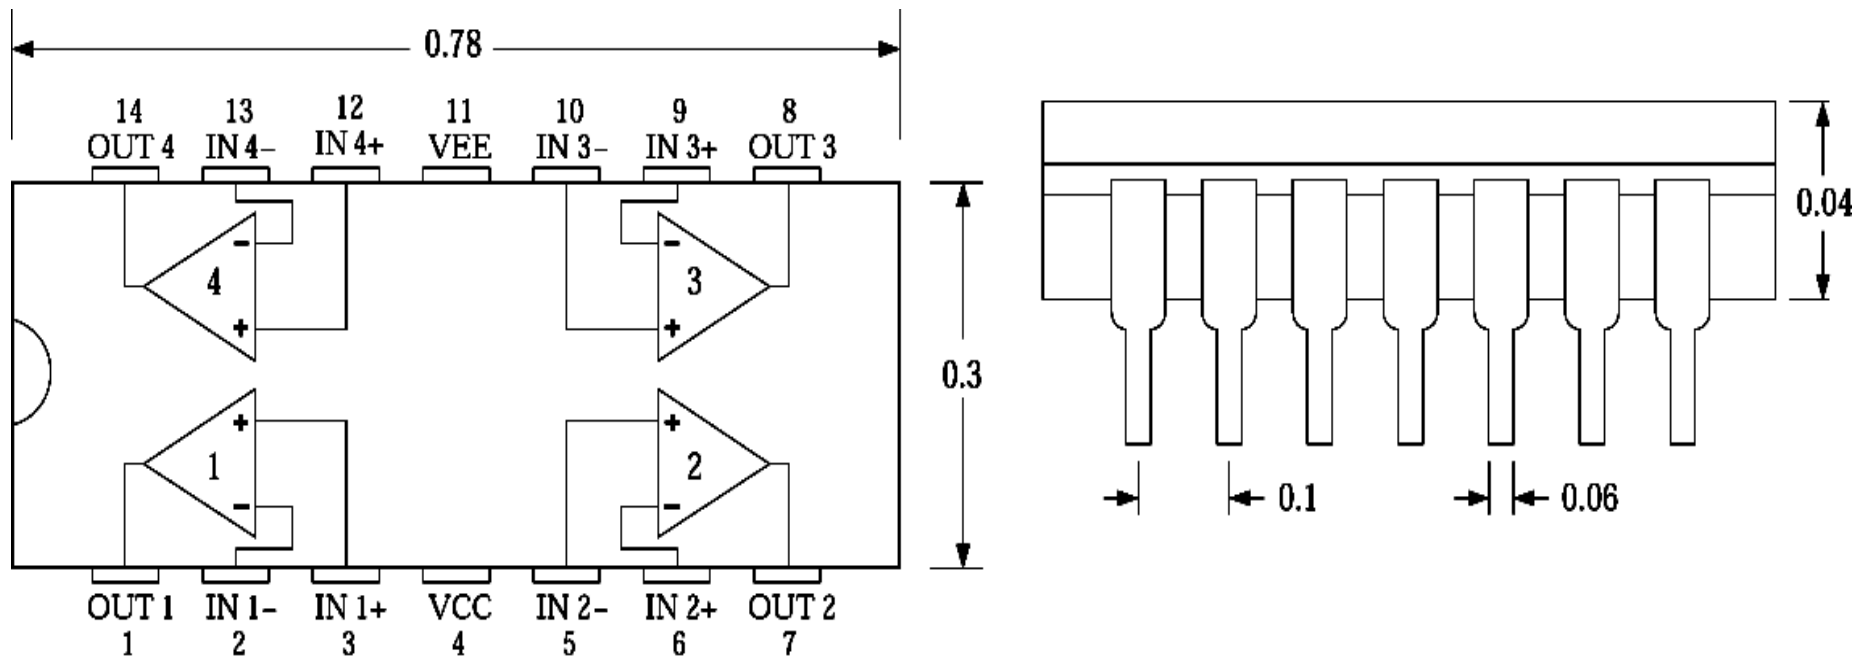 0.78
14 13 12 11 10 9 8
OUT 4 IN 4- IN 4+ VEE IN 3- IN 3+ OUT 3
- -
4 3
+ +
+ +
1 2
- -
OUT 1 IN 1- IN 1+ VCC IN 2- IN 2+ OUT 2
1 2 3 4 5 6 7
0.3
0.04
0.1 0.06